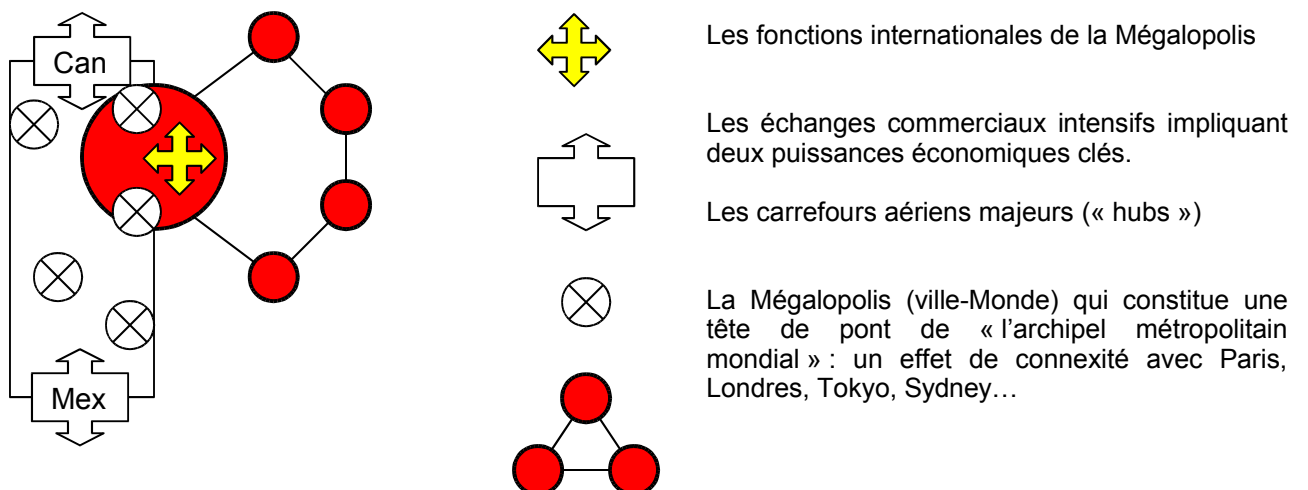 Can
Mex
Les fonctions internationales de la Mégalopolis
Les échanges commerciaux intensifs impliquant
deux puissances économiques clés.
Les carrefours aériens majeurs (« hubs »)
La Mégalopolis (ville-Monde) qui constitue une
tête de pont de « l’archipel métropolitain
mondial » : un effet de connexité avec Paris,
Londres, Tokyo, Sydney…